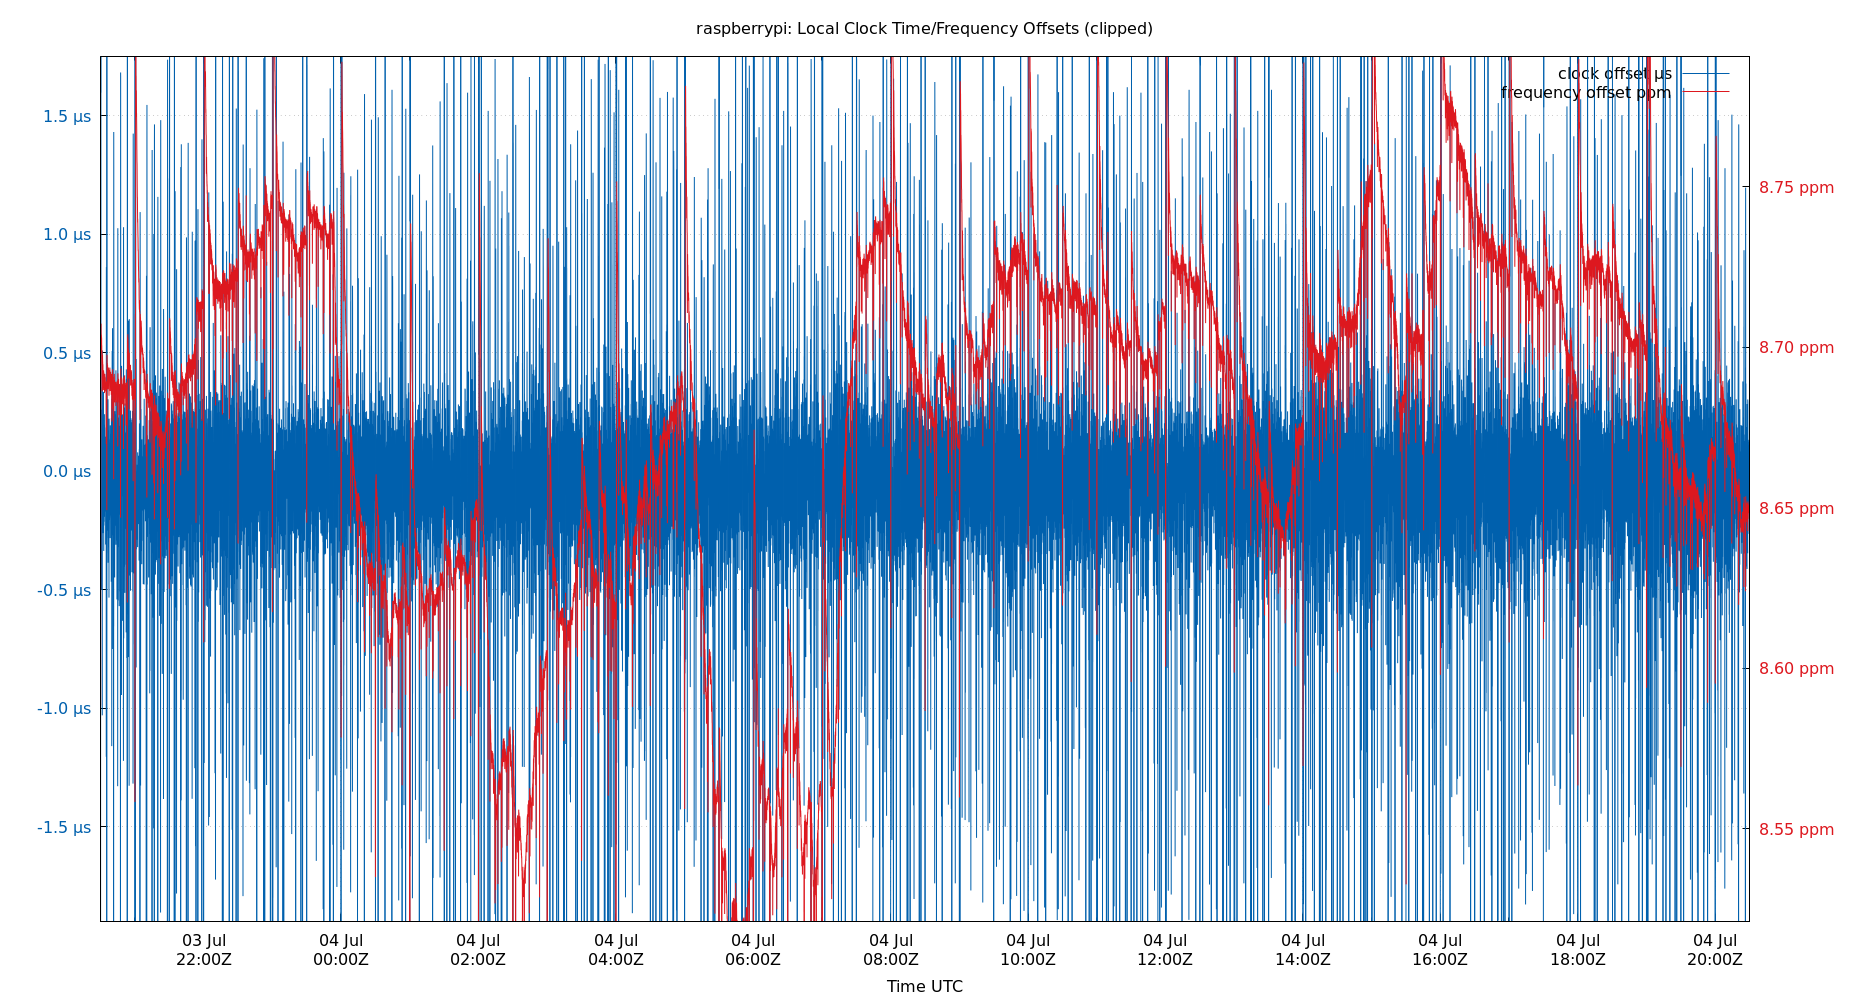 raspberrypi: Local Clock Time/Frequency Offsets (clipped)
clock offset µs
frequency offset ppm
1.5 µs
1.0 µs
0.5 µs
0.0 µs
-0.5 µs
-1.0 µs
-1.5 µs
8.75 ppm
8.70 ppm
8.65 ppm
8.60 ppm
8.55 ppm
03 Jul 04 Jul 04 Jul 04 Jul 04 Jul 04 Jul 04 Jul 04 Jul 04 Jul 04 Jul 04 Jul 04 Jul
22:00Z 00:00Z 02:00Z 04:00Z 06:00Z 08:00Z 10:00Z 12:00Z 14:00Z 16:00Z 18:00Z 20:00Z
Time UTC